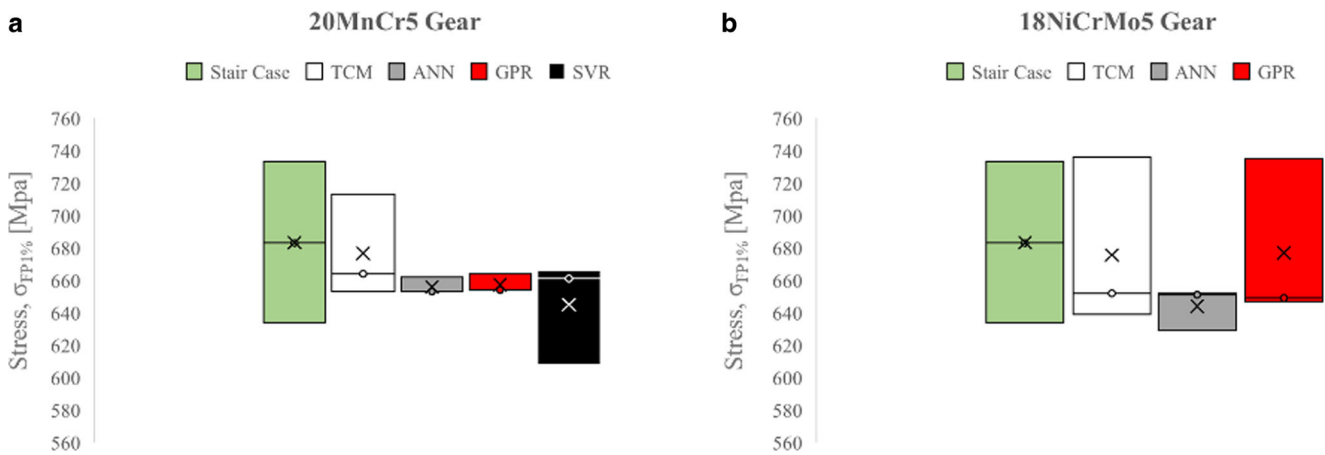 a
20MnCr5 Gear
Stair Case TCM ANN GPR SVR
Stress, σFP1% [Mpa]
760
740
720
700
680
660
640
620
600
580
560
b
18NiCrMo5 Gear
Stair Case TCM ANN GPR
Stress, σFP1% [Mpa]
760
740
720
700
680
660
640
620
600
580
560